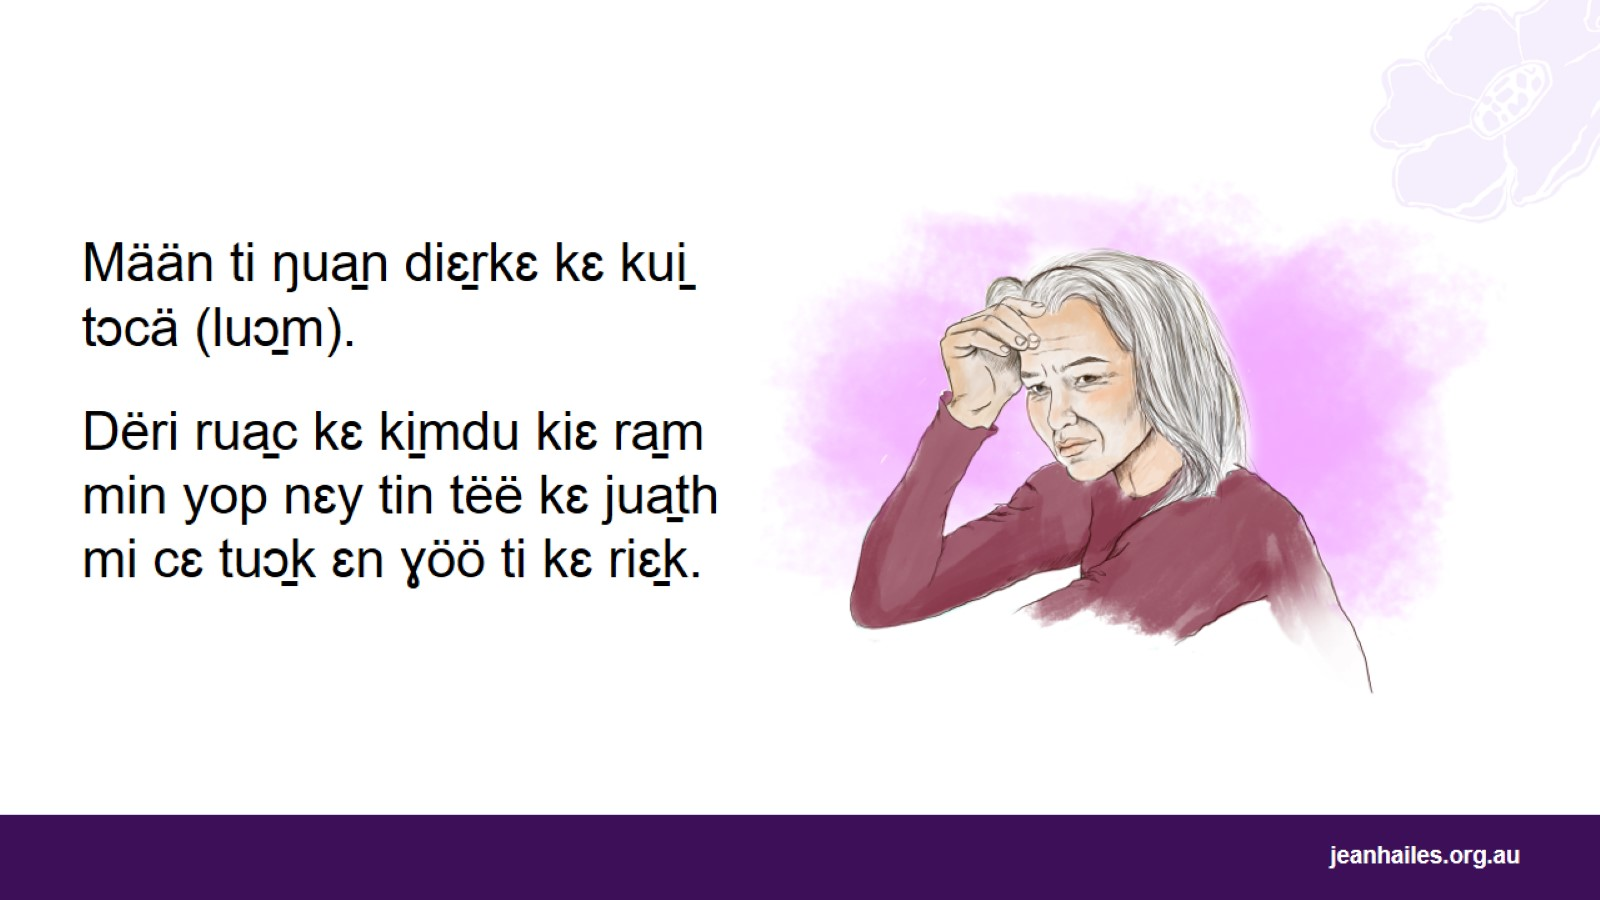 Mään ti ŋua̱n diɛ̱rkɛ kɛ kui̱
tɔcä (luɔ̱m).
Dëri rua̱c kɛ ki̱mdu kiɛ ra̱m
min yop nɛy tin tëë kɛ jua̱th
mi cɛ tuɔ̱k ɛn ɣöö ti kɛ riɛ̱k.
jeanhailes.org.au